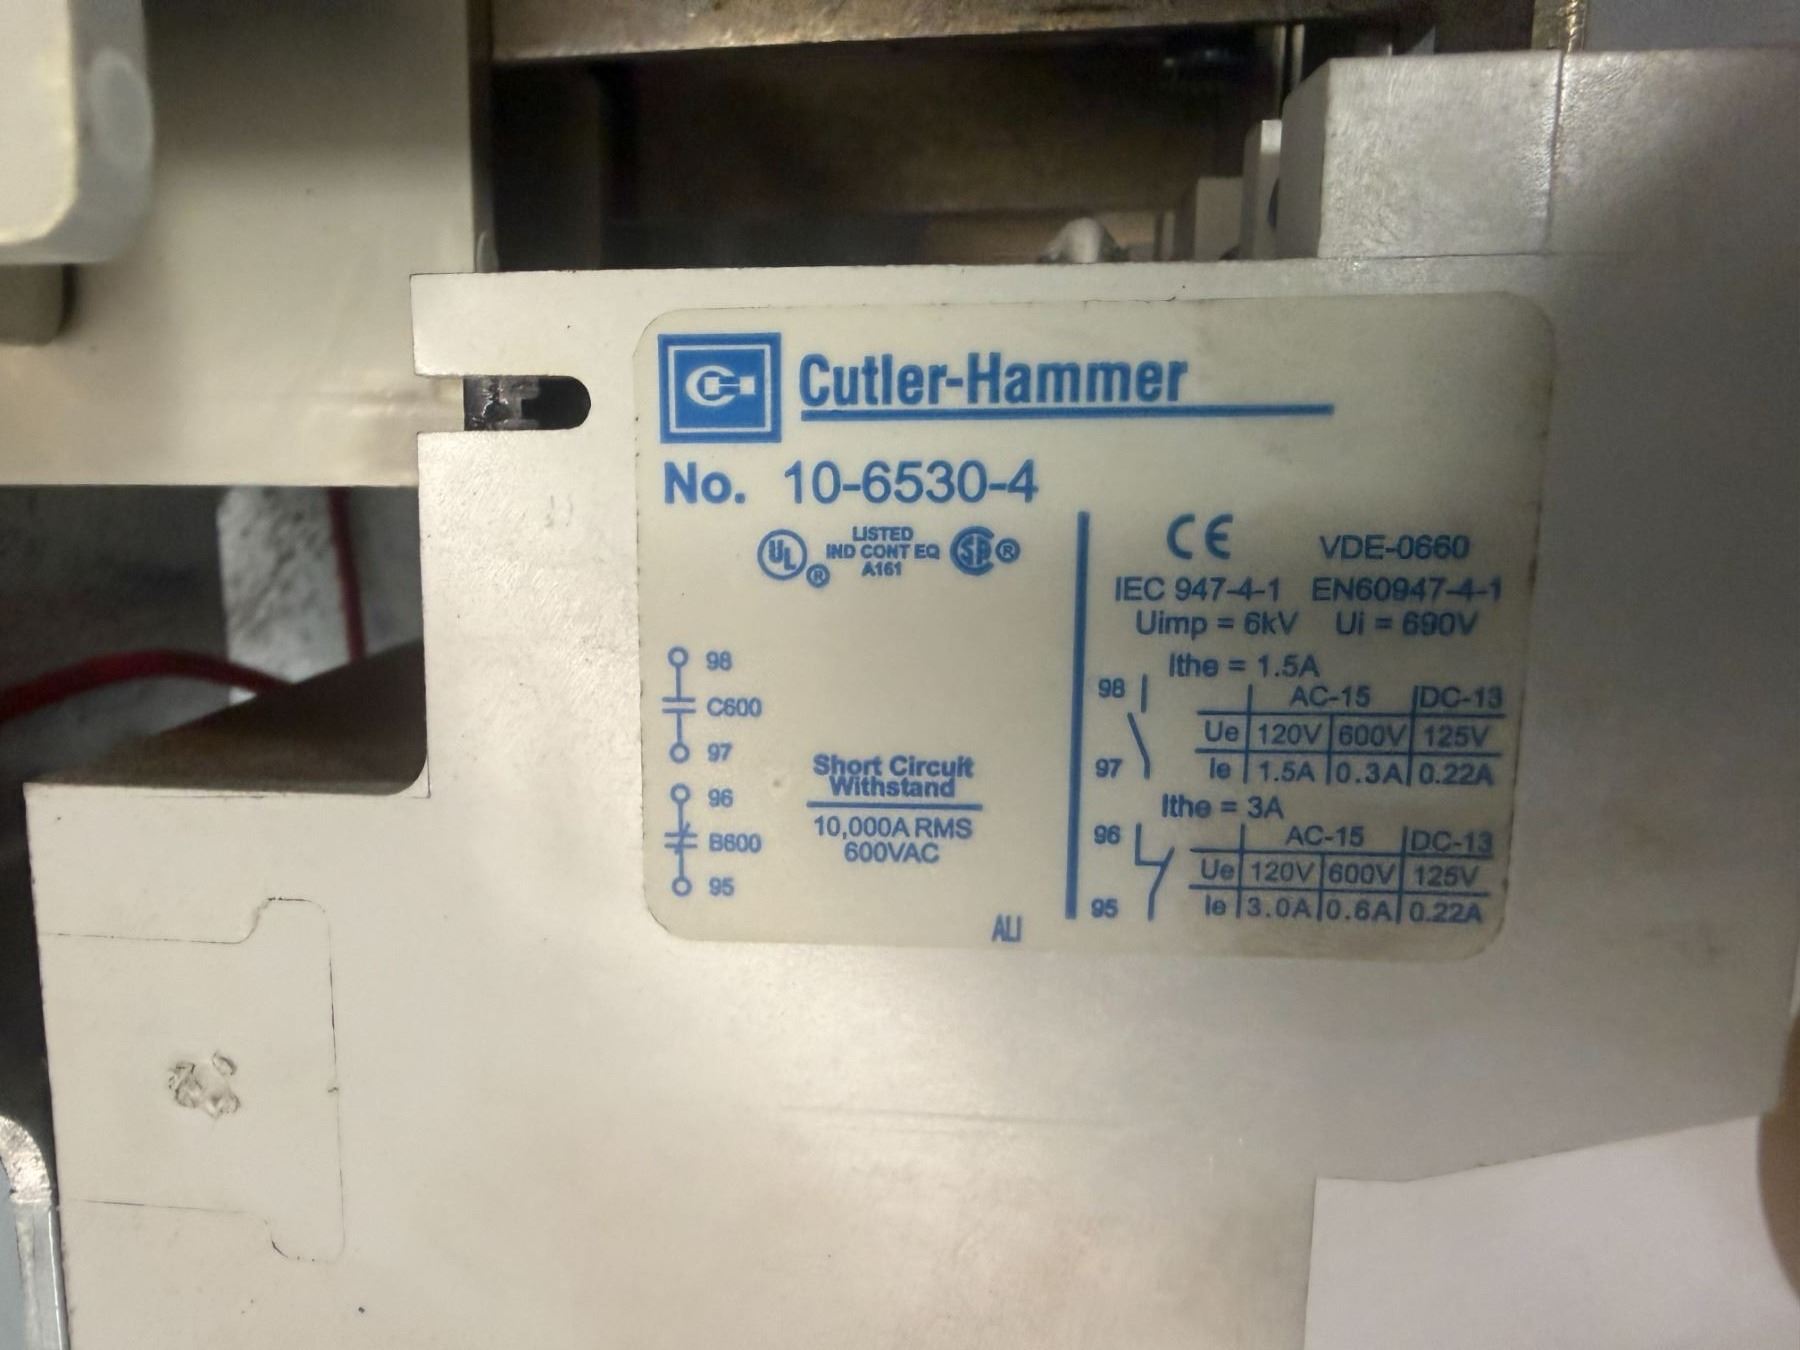 Cutler-Hammer
No. 10-6530-4
UL ® LISTED
IND CONT EQ
A161
SA ®
98
C600
97
96
B600
95
Short Circuit
Withstand
10,000A RMS
600VAC
ALI
CE VDE-0660
IEC 947-4-1 EN60947-4-1
Uimp = 6kV Ui = 690V
Ithe = 1.5A
98
97
AC-15 DC-13
Ue 120V 600V 125V
Ie 1.5A 0.3A 0.22A
Ithe = 3A
96
95
AC-15 DC-13
Ue 120V 600V 125V
Ie 3.0A 0.6A 0.22A